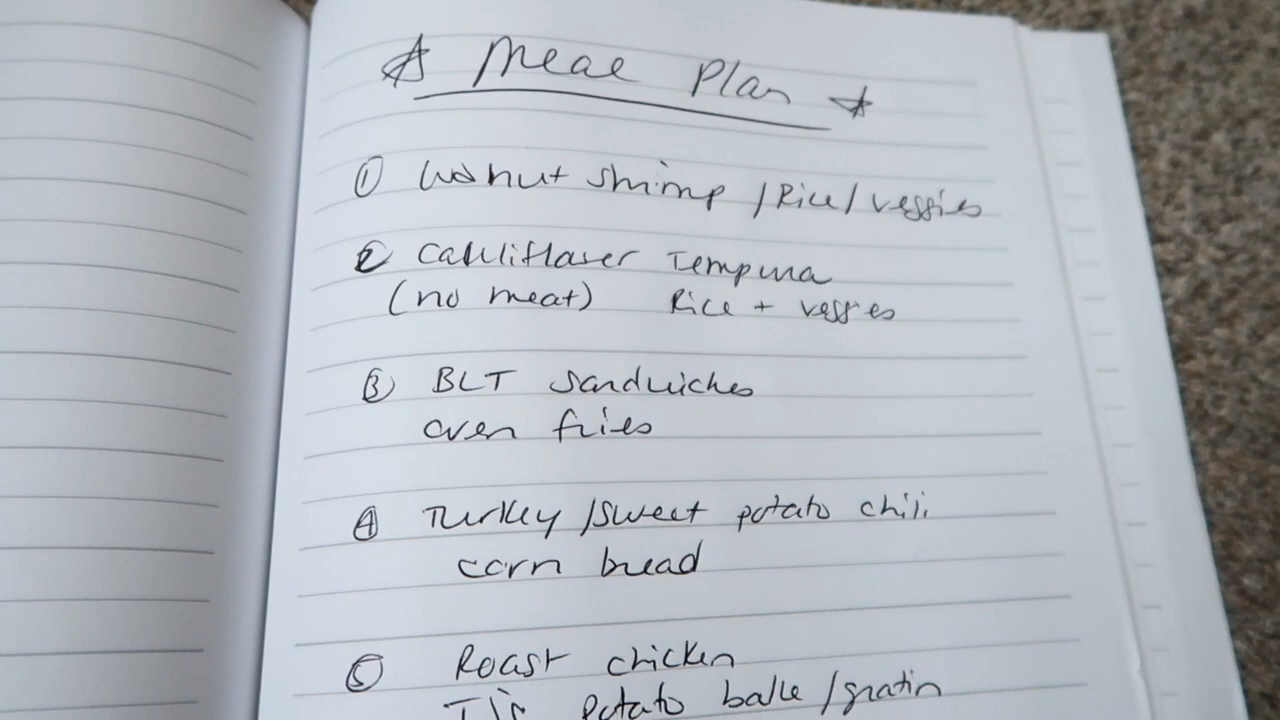 Meal Plan
① Walnut shrimp / Rice / veggies
② Cauliflower Tempura
(no meat) Rice + veggies
③ BLT sandwiches
oven fries
④ Turkey / sweet potato chili
corn bread
⑤ Roast chicken
potato bake / gratin